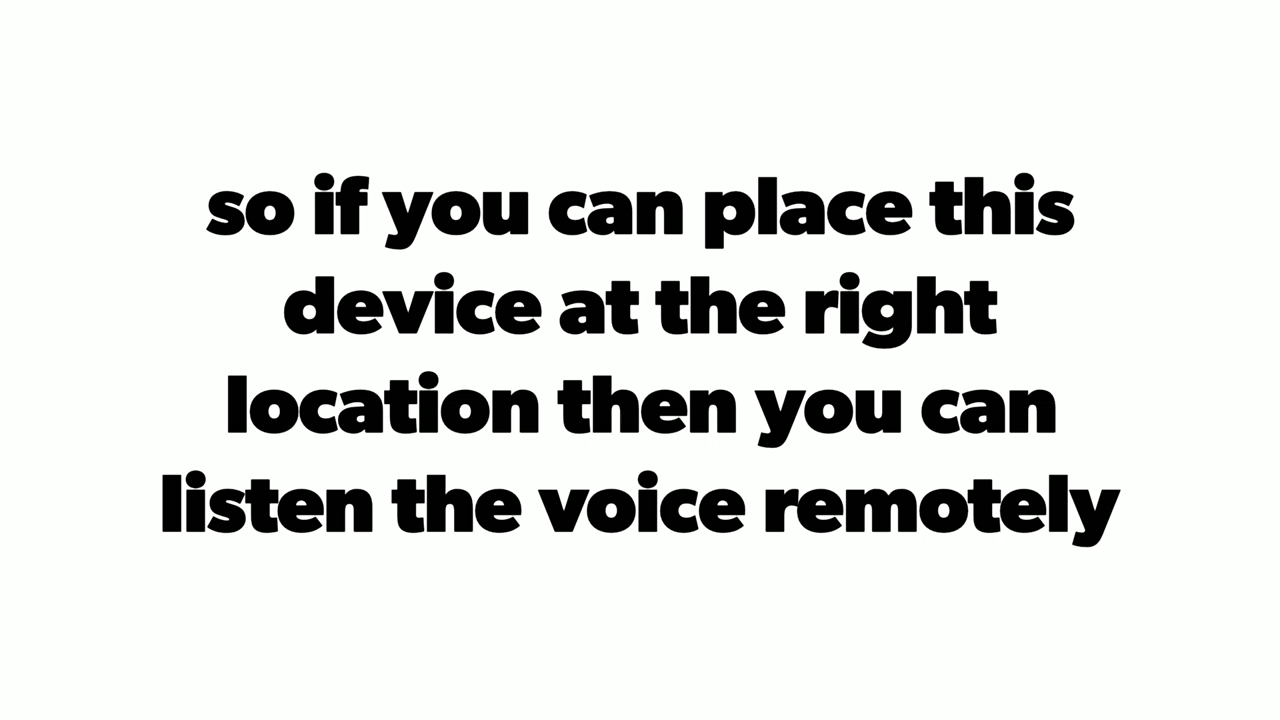 so if you can place this
device at the right
location then you can
listen the voice remotely